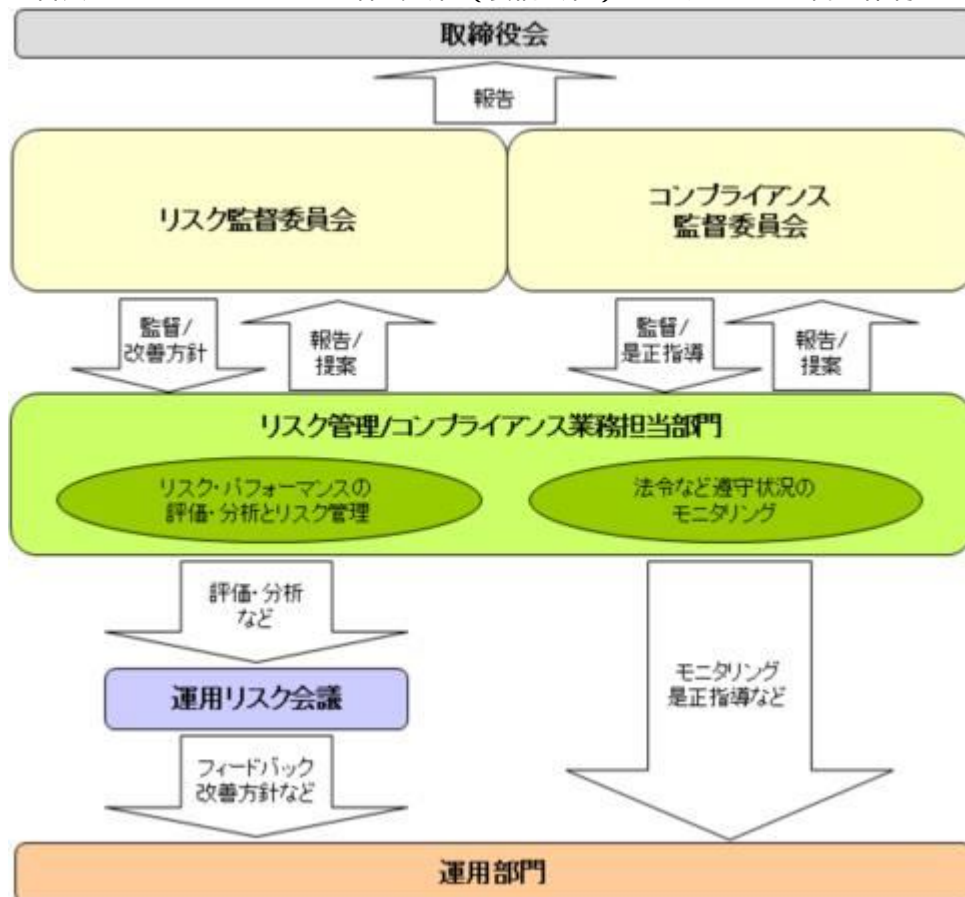 取締役会
報告
リスク監督委員会
コンプライアンス
監督委員会
監督/
改善方針
報告/
提案
監督/
是正指導
報告/
提案
リスク管理/コンプライアンス業務担当部門
リスク・パフォーマンスの
評価・分析とリスク管理
法令など遵守状況の
モニタリング
評価・分析
など
運用リスク会議
モニタリング
是正指導など
フィードバック
改善方針など
運用部門